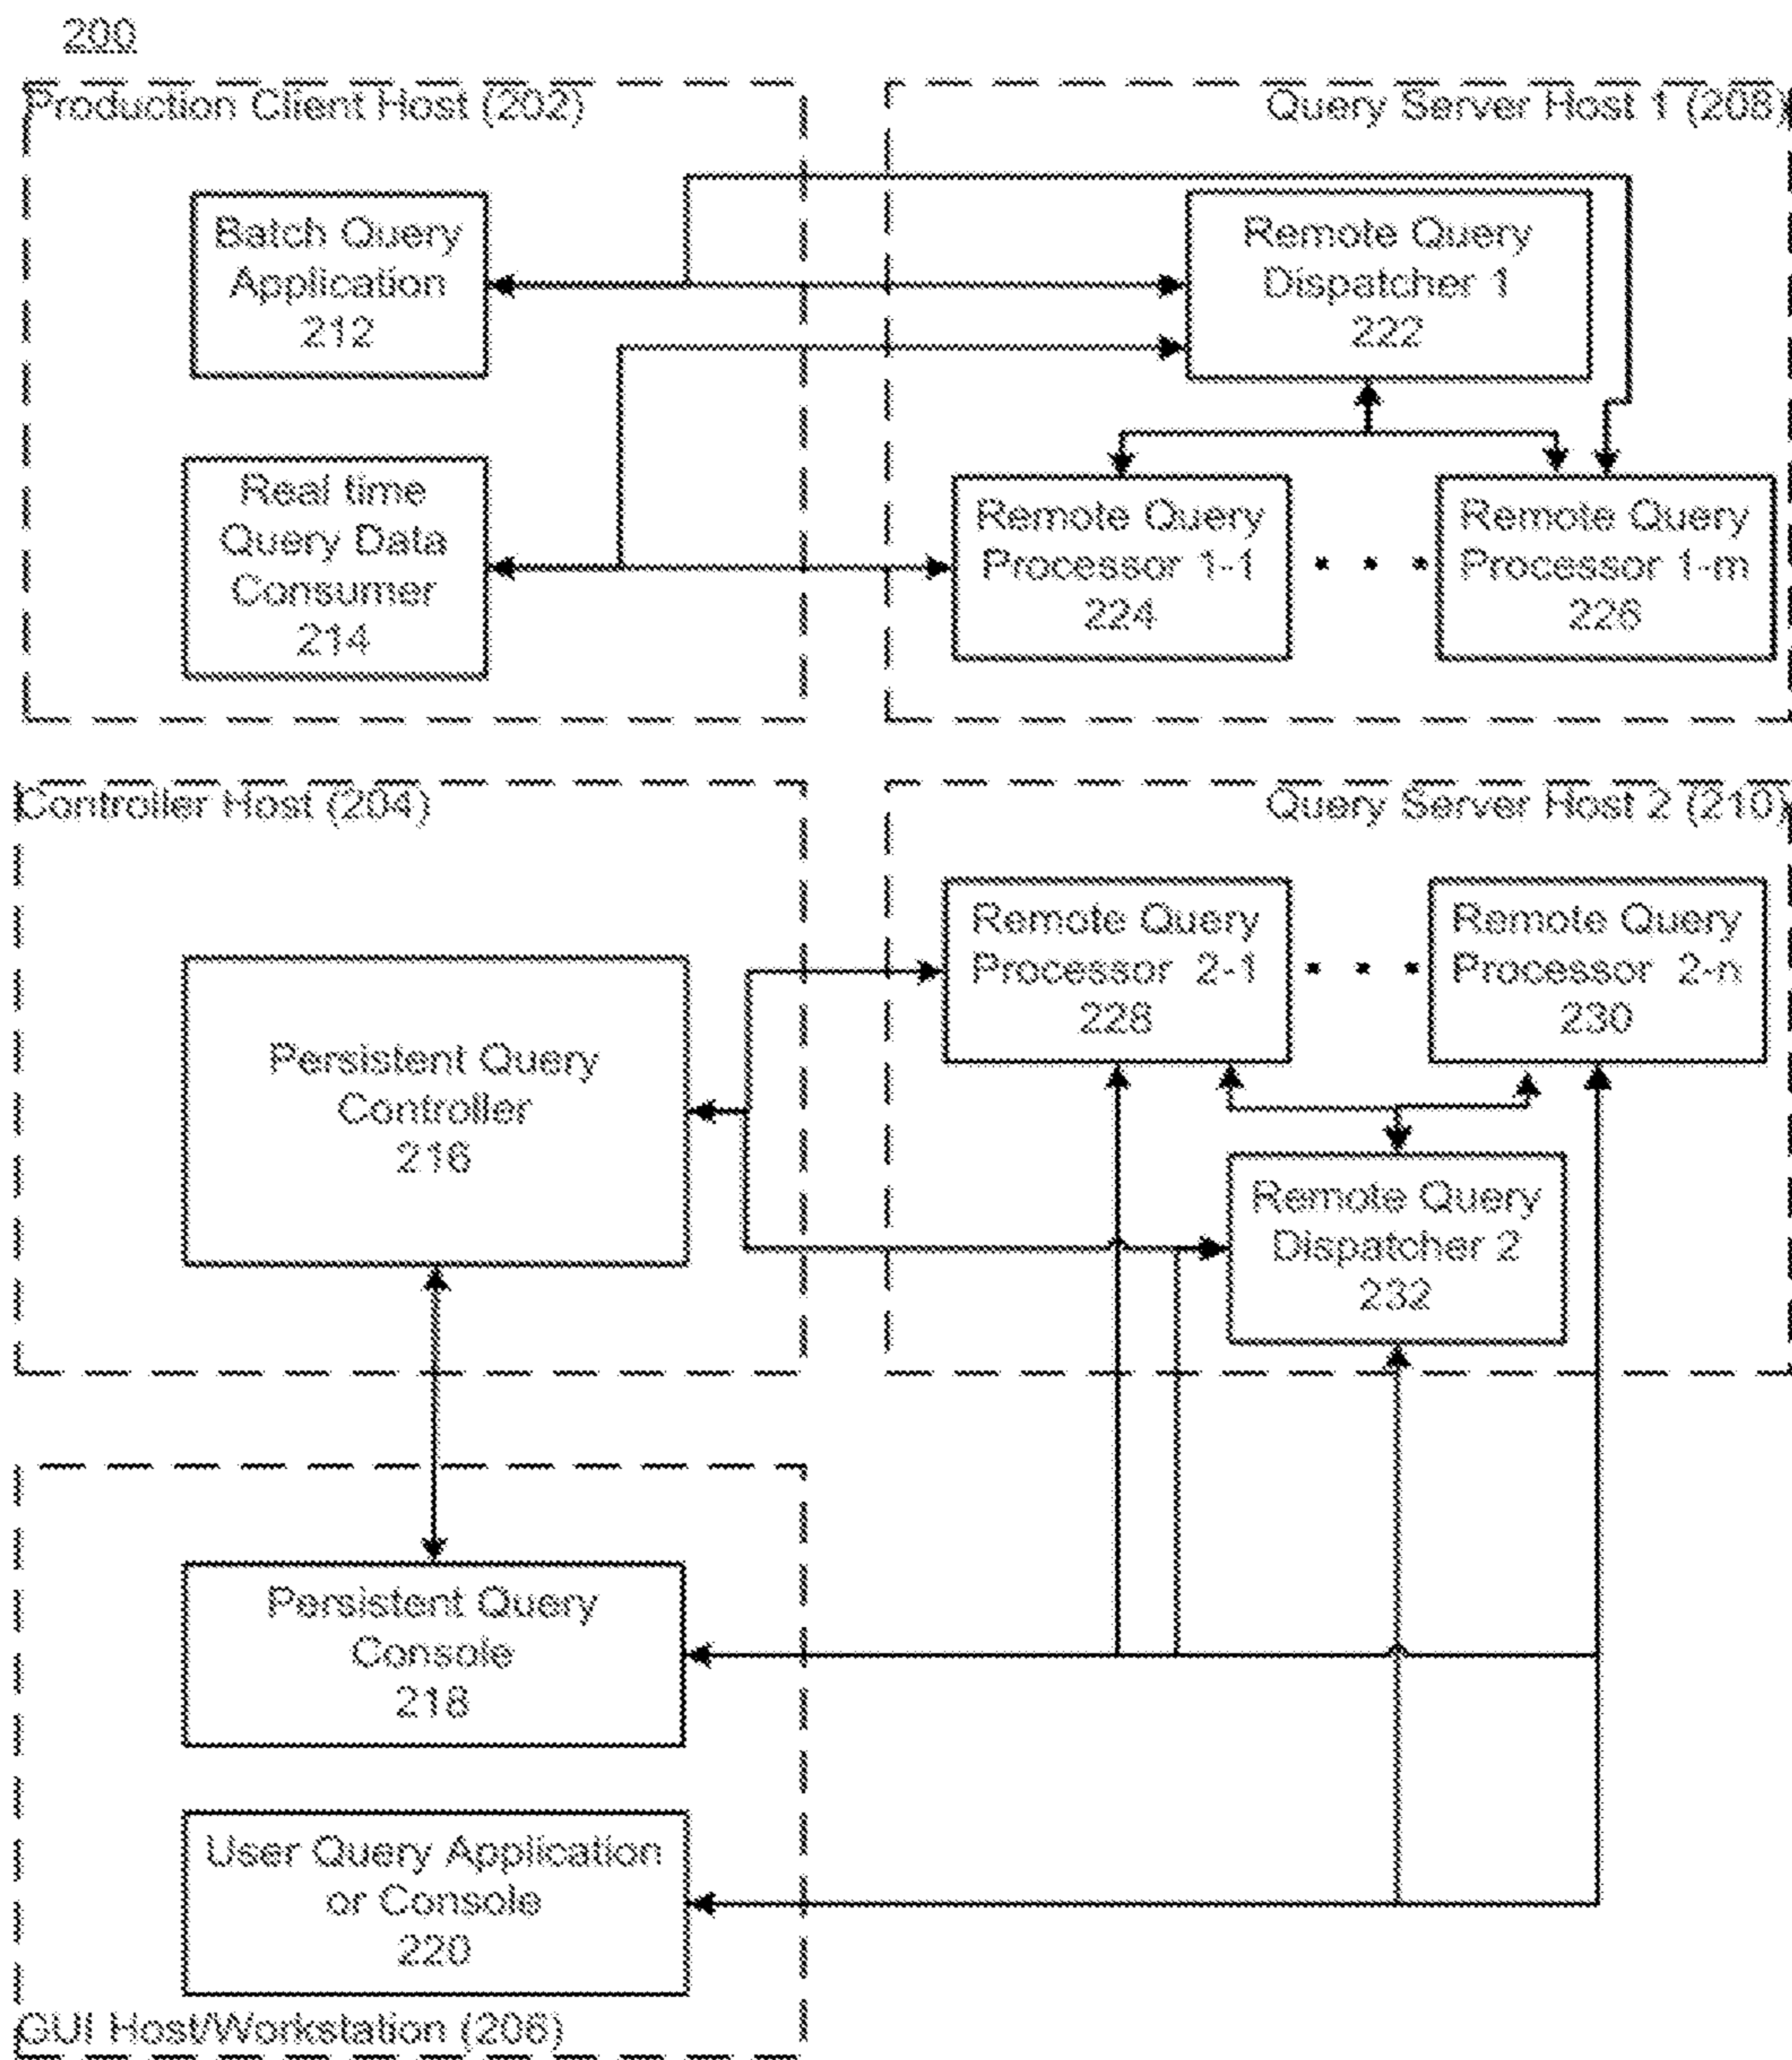 200
Production Client Host (202)
Query Server Host 1 (208)
Batch Query
Application
212
Remote Query
Dispatcher 1
222
Real time
Query Data
Consumer
214
Remote Query
Processor 1-1
224
Remote Query
Processor 1-m
226
Controller Host (204)
Query Server Host 2 (210)
Remote Query
Processor 2-1
228
Remote Query
Processor 2-n
230
Persistent Query
Controller
216
Remote Query
Dispatcher 2
232
Persistent Query
Console
218
User Query Application
or Console
220
GUI Host/Workstation (206)